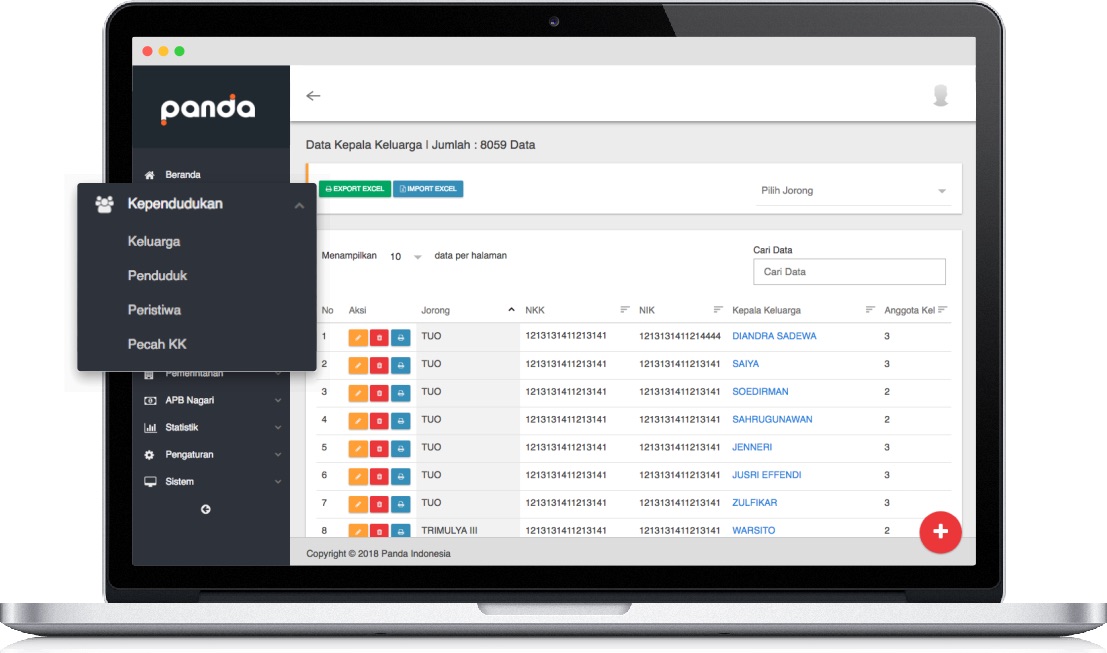 panda
Beranda
Kependudukan
Keluarga
Penduduk
Peristiwa
Pecah KK
Pemerintahan
APB Nagari
Statistik
Pengaturan
Sistem
Data Kepala Keluarga | Jumlah : 8059 Data
EXPORT EXCEL IMPORT EXCEL
Pilih Jorong
Menampilkan 10 data per halaman
Cari Data
Cari Data
No Aksi Jorong NKK NIK Kepala Keluarga Anggota Kel
1 TUO 1213131411213141 1213131411214444 DIANDRA SADEWA 3
2 TUO 1213131411213141 1213131411213141 SAIYA 3
3 TUO 1213131411213141 1213131411213141 SOEDIRMAN 2
4 TUO 1213131411213141 1213131411213141 SAHRUGUNAWAN 2
5 TUO 1213131411213141 1213131411213141 JENNERI 3
6 TUO 1213131411213141 1213131411213141 JUSRI EFFENDI 3
7 TUO 1213131411213141 1213131411213141 ZULFIKAR 3
8 TRIMULYA III 1213131411213141 1213131411213141 WARSITO 2
Copyright © 2018 Panda Indonesia